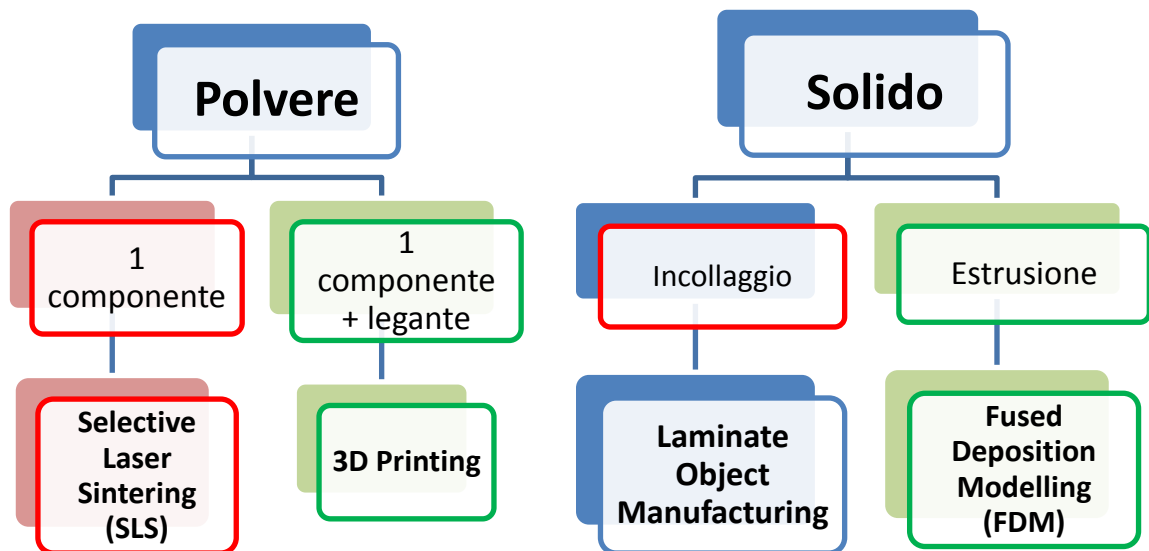 Polvere
1
componente
1
componente
+ legante
Selective
Laser
Sintering
(SLS)
3D Printing
Solido
Incollaggio
Estrusione
Laminate
Object
Manufacturing
Fused
Deposition
Modelling
(FDM)